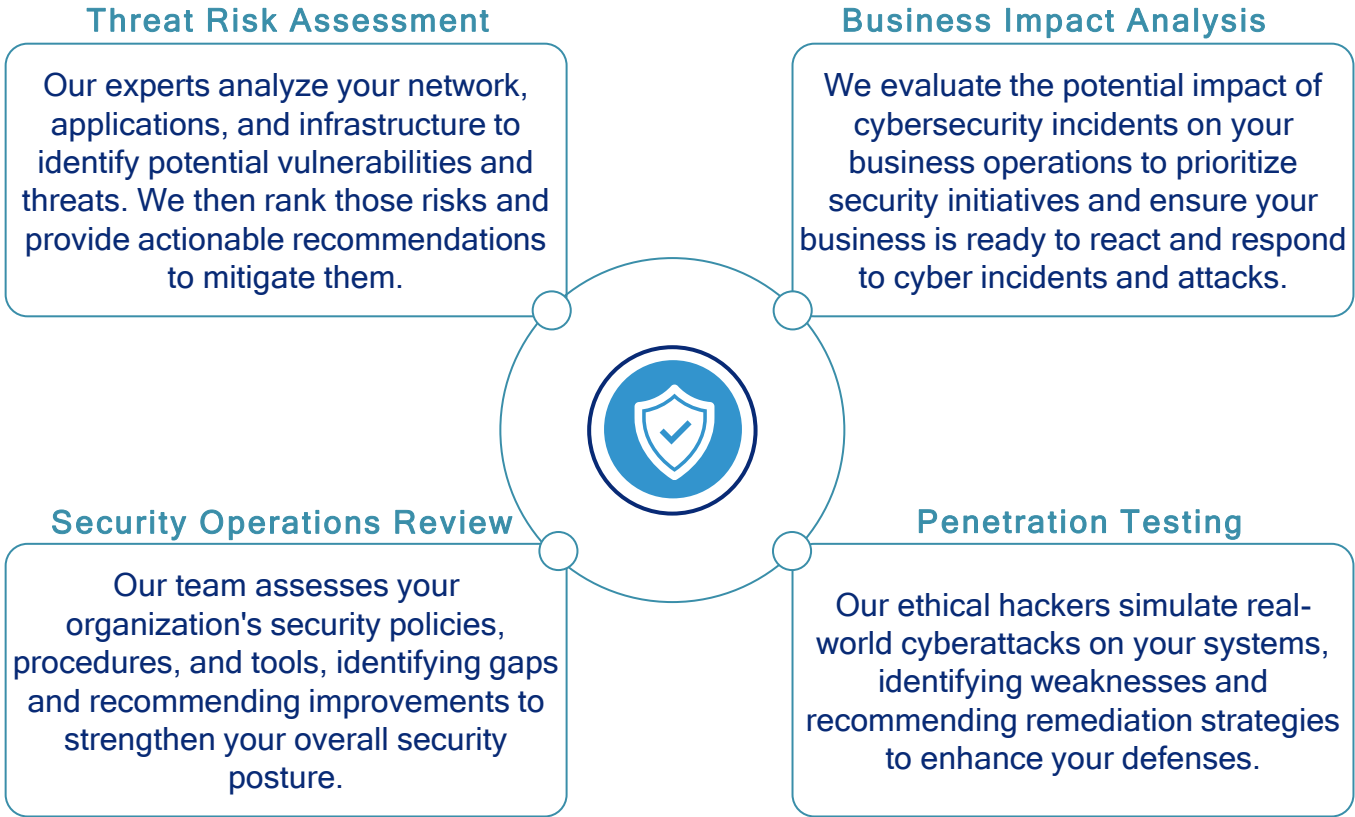 Threat Risk Assessment
Our experts analyze your network,
applications, and infrastructure to
identify potential vulnerabilities and
threats. We then rank those risks and
provide actionable recommendations
to mitigate them.
Business Impact Analysis
We evaluate the potential impact of
cybersecurity incidents on your
business operations to prioritize
security initiatives and ensure your
business is ready to react and respond
to cyber incidents and attacks.
Security Operations Review
Our team assesses your
organization's security policies,
procedures, and tools, identifying gaps
and recommending improvements to
strengthen your overall security
posture.
Penetration Testing
Our ethical hackers simulate real-
world cyberattacks on your systems,
identifying weaknesses and
recommending remediation strategies
to enhance your defenses.